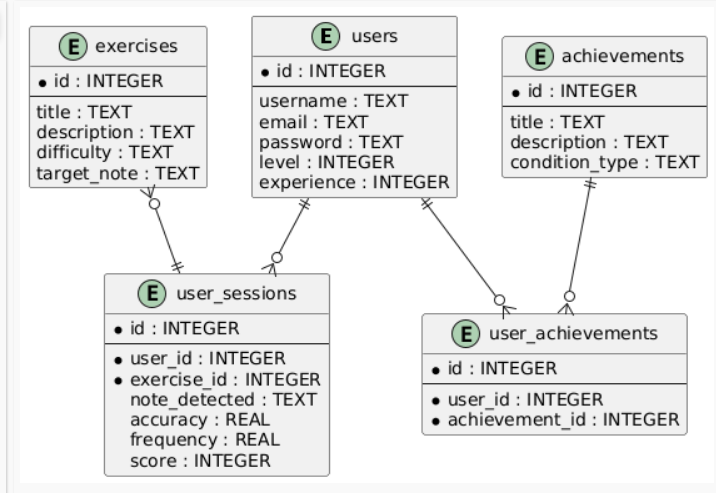 E exercises
• id : INTEGER
title : TEXT
description : TEXT
difficulty : TEXT
target_note : TEXT
E users
• id : INTEGER
username : TEXT
email : TEXT
password : TEXT
level : INTEGER
experience : INTEGER
E achievements
• id : INTEGER
title : TEXT
description : TEXT
condition_type : TEXT
E user_sessions
• id : INTEGER
• user_id : INTEGER
• exercise_id : INTEGER
note_detected : TEXT
accuracy : REAL
frequency : REAL
score : INTEGER
E user_achievements
• id : INTEGER
• user_id : INTEGER
• achievement_id : INTEGER